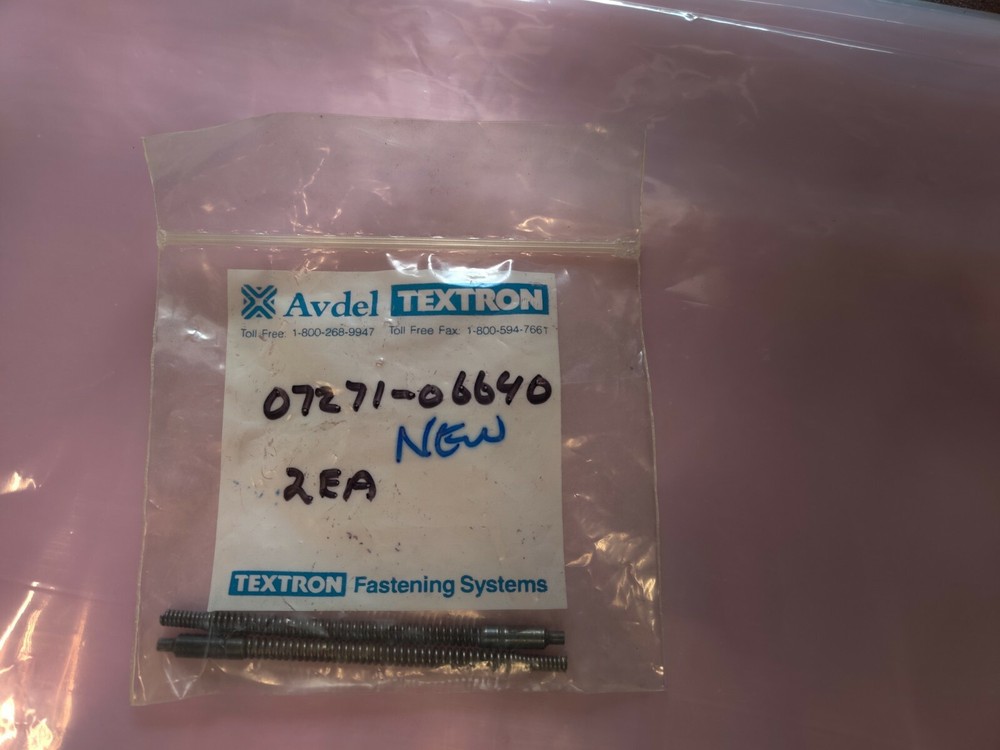 Avdel TEXTRON
Toll Free: 1-800-268-9947 Toll Free Fax: 1-800-594-7661
07271-06640
NEW
2EA
TEXTRON Fastening Systems